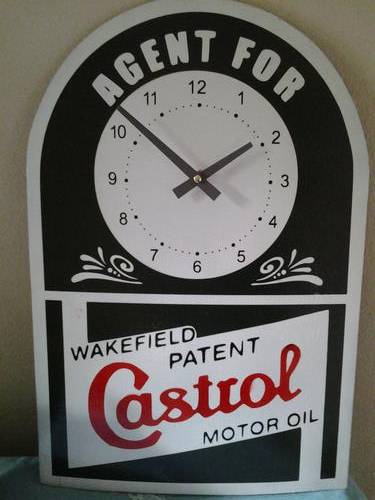 AGENT FOR
12
11
1
10
2
9
3
8
4
7
5
6
WAKEFIELD
PATENT
Castrol
MOTOR OIL